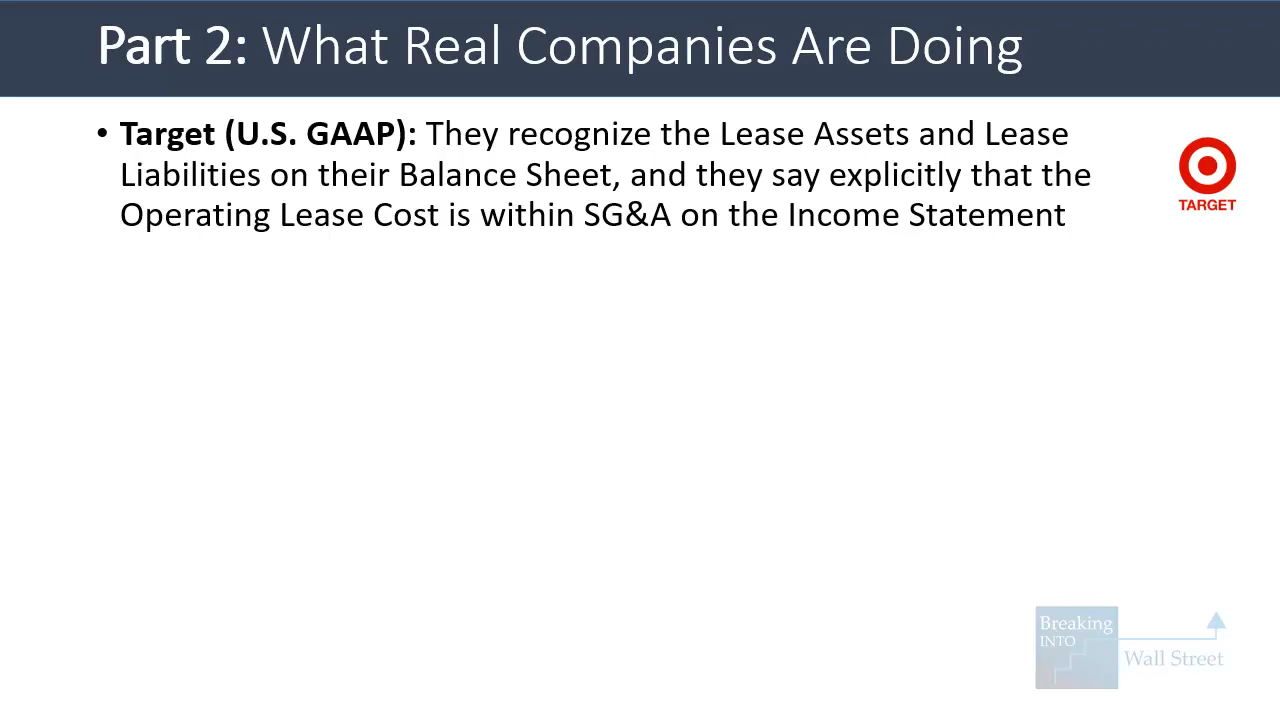 Part 2: What Real Companies Are Doing
• Target (U.S. GAAP): They recognize the Lease Assets and Lease
Liabilities on their Balance Sheet, and they say explicitly that the
Operating Lease Cost is within SG&A on the Income Statement
TARGET
Breaking
INTO
Wall Street